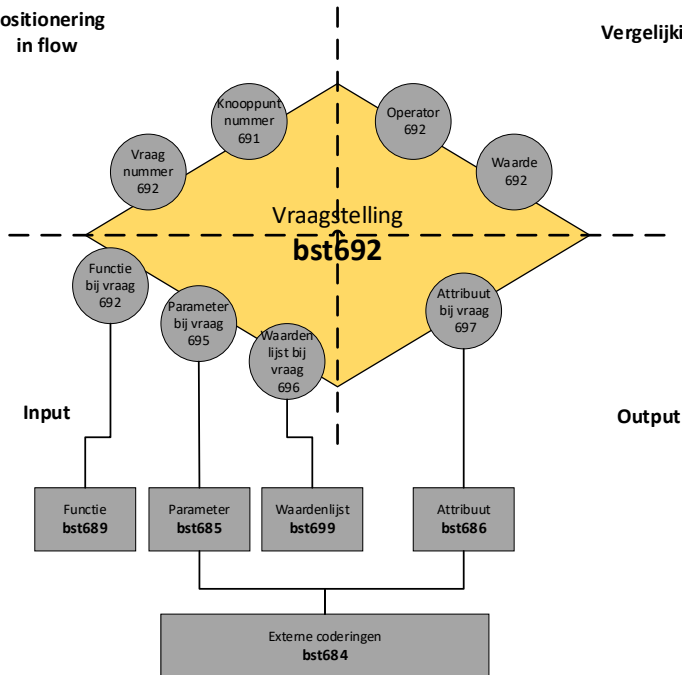 ositionering
in flow
Vergelijki
Knooppunt
nummer
691
Operator
692
Vraag
nummer
692
Waarde
692
Vraagstelling
bst692
Functie
bij vraag
692
Parameter
bij vraag
695
Waarden
lijst bij
vraag
696
Attribuut
bij vraag
697
Input
Output
Functie
bst689
Parameter
bst685
Waardenlijst
bst699
Attribuut
bst686
Externe coderingen
bst684